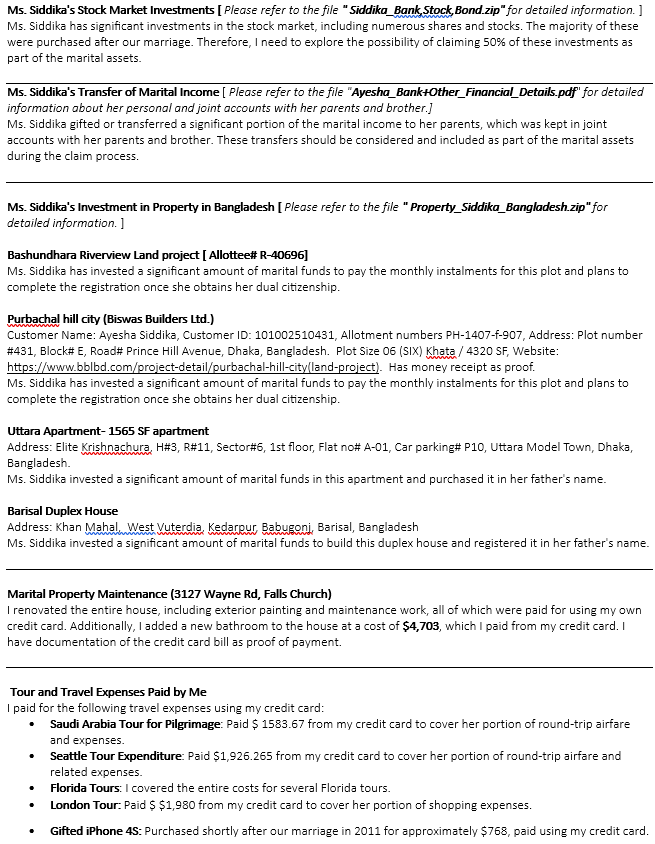 Ms. Siddika's Stock Market Investments [ Please refer to the file " Siddika_Bank,Stock,Bond.zip" for detailed information. ]
Ms. Siddika has significant investments in the stock market, including numerous shares and stocks. The majority of these
were purchased after our marriage. Therefore, I need to explore the possibility of claiming 50% of these investments as
part of the marital assets.
Ms. Siddika's Transfer of Marital Income [ Please refer to the file "Ayesha_Bank+Other_Financial_Details.pdf" for detailed
information about her personal and joint accounts with her parents and brother.]
Ms. Siddika gifted or transferred a significant portion of the marital income to her parents, which was kept in joint
accounts with her parents and brother. These transfers should be considered and included as part of the marital assets
during the claim process.
Ms. Siddika's Investment in Property in Bangladesh [ Please refer to the file " Property_Siddika_Bangladesh.zip" for
detailed information. ]
Bashundhara Riverview Land project [ Allottee# R-40696]
Ms. Siddika has invested a significant amount of marital funds to pay the monthly instalments for this plot and plans to
complete the registration once she obtains her dual citizenship.
Purbachal hill city (Biswas Builders Ltd.)
Customer Name: Ayesha Siddika, Customer ID: 101002510431, Allotment numbers PH-1407-f-907, Address: Plot number
#431, Block# E, Road# Prince Hill Avenue, Dhaka, Bangladesh. Plot Size 06 (SIX) Khata / 4320 SF, Website:
https://www.bblbd.com/project-detail/purbachal-hill-city(land-project). Has money receipt as proof.
Ms. Siddika has invested a significant amount of marital funds to pay the monthly instalments for this plot and plans to
complete the registration once she obtains her dual citizenship.
Uttara Apartment- 1565 SF apartment
Address: Elite Krishnachura, H#3, R#11, Sector#6, 1st floor, Flat no# A-01, Car parking# P10, Uttara Model Town, Dhaka,
Bangladesh.
Ms. Siddika invested a significant amount of marital funds in this apartment and purchased it in her father's name.
Barisal Duplex House
Address: Khan Mahal, West Vuterdia, Kedarpur, Babugonj, Barisal, Bangladesh
Ms. Siddika invested a significant amount of marital funds to build this duplex house and registered it in her father's name.
Marital Property Maintenance (3127 Wayne Rd, Falls Church)
I renovated the entire house, including exterior painting and maintenance work, all of which were paid for using my own
credit card. Additionally, I added a new bathroom to the house at a cost of $4,703, which I paid from my credit card. I
have documentation of the credit card bill as proof of payment.
Tour and Travel Expenses Paid by Me
I paid for the following travel expenses using my credit card:
• Saudi Arabia Tour for Pilgrimage: Paid $ 1583.67 from my credit card to cover her portion of round-trip airfare
and expenses.
• Seattle Tour Expenditure: Paid $1,926.265 from my credit card to cover her portion of round-trip airfare and
related expenses.
• Florida Tours: I covered the entire costs for several Florida tours.
• London Tour: Paid $ $1,980 from my credit card to cover her portion of shopping expenses.
• Gifted iPhone 4S: Purchased shortly after our marriage in 2011 for approximately $768, paid using my credit card.